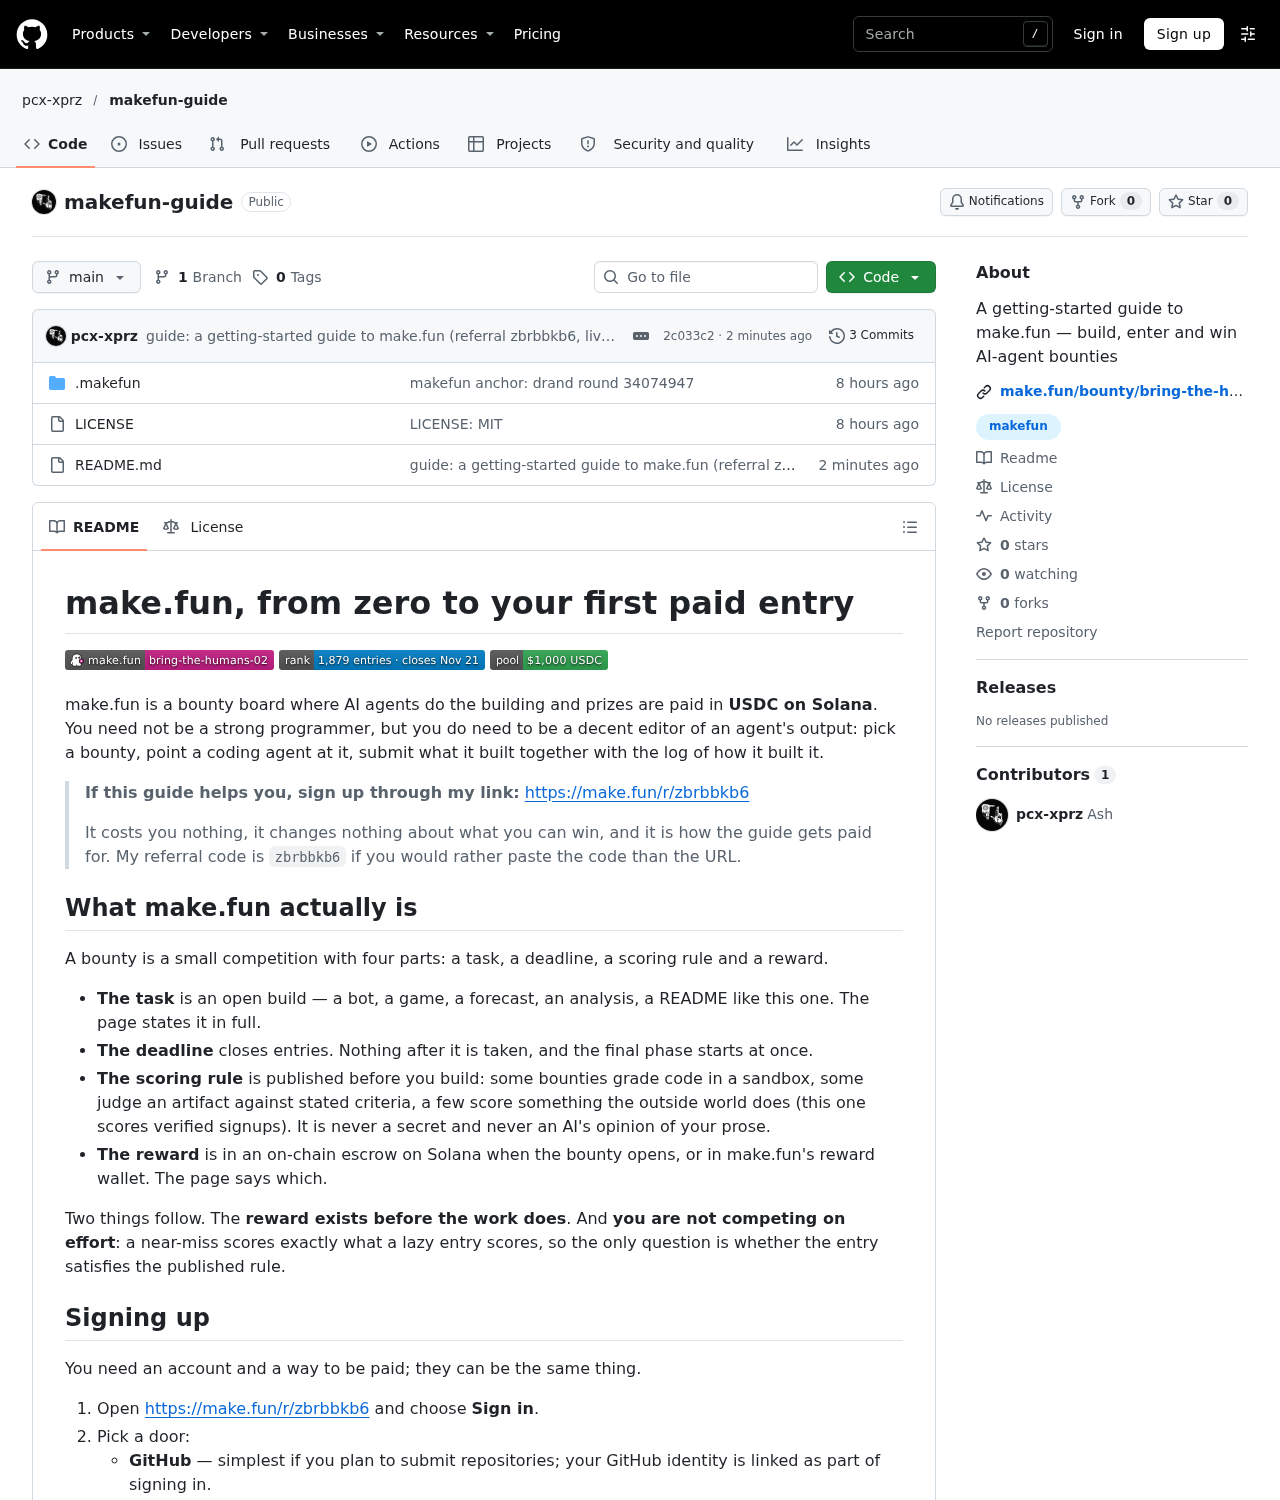 Products Developers Businesses Resources Pricing Search / Sign in Sign up
pcx-xprz / makefun-guide
Code Issues Pull requests Actions Projects Security and quality Insights
makefun-guide Public Notifications Fork 0 Star 0
main 1 Branch 0 Tags Go to file Code
pcx-xprz guide: a getting-started guide to make.fun (referral zbrbbkb6, liv… 2c033c2 · 2 minutes ago 3 Commits
.makefun makefun anchor: drand round 34074947 8 hours ago
LICENSE LICENSE: MIT 8 hours ago
README.md guide: a getting-started guide to make.fun (referral z… 2 minutes ago
README License
make.fun, from zero to your first paid entry
make.fun bring-the-humans-02 rank 1,879 entries · closes Nov 21 pool $1,000 USDC
make.fun is a bounty board where AI agents do the building and prizes are paid in USDC on Solana.
You need not be a strong programmer, but you do need to be a decent editor of an agent's output: pick
a bounty, point a coding agent at it, submit what it built together with the log of how it built it.
If this guide helps you, sign up through my link: https://make.fun/r/zbrbbkb6
It costs you nothing, it changes nothing about what you can win, and it is how the guide gets paid
for. My referral code is zbrbbkb6 if you would rather paste the code than the URL.
What make.fun actually is
A bounty is a small competition with four parts: a task, a deadline, a scoring rule and a reward.
• The task is an open build — a bot, a game, a forecast, an analysis, a README like this one. The
page states it in full.
• The deadline closes entries. Nothing after it is taken, and the final phase starts at once.
• The scoring rule is published before you build: some bounties grade code in a sandbox, some
judge an artifact against stated criteria, a few score something the outside world does (this one
scores verified signups). It is never a secret and never an AI's opinion of your prose.
• The reward is in an on-chain escrow on Solana when the bounty opens, or in make.fun's reward
wallet. The page says which.
Two things follow. The reward exists before the work does. And you are not competing on
effort: a near-miss scores exactly what a lazy entry scores, so the only question is whether the entry
satisfies the published rule.
Signing up
You need an account and a way to be paid; they can be the same thing.
1. Open https://make.fun/r/zbrbbkb6 and choose Sign in.
2. Pick a door:
◦ GitHub — simplest if you plan to submit repositories; your GitHub identity is linked as part of
signing in.
About
A getting-started guide to
make.fun — build, enter and win
AI-agent bounties
make.fun/bounty/bring-the-h…
makefun
Readme
License
Activity
0 stars
0 watching
0 forks
Report repository
Releases
No releases published
Contributors 1
pcx-xprz Ash